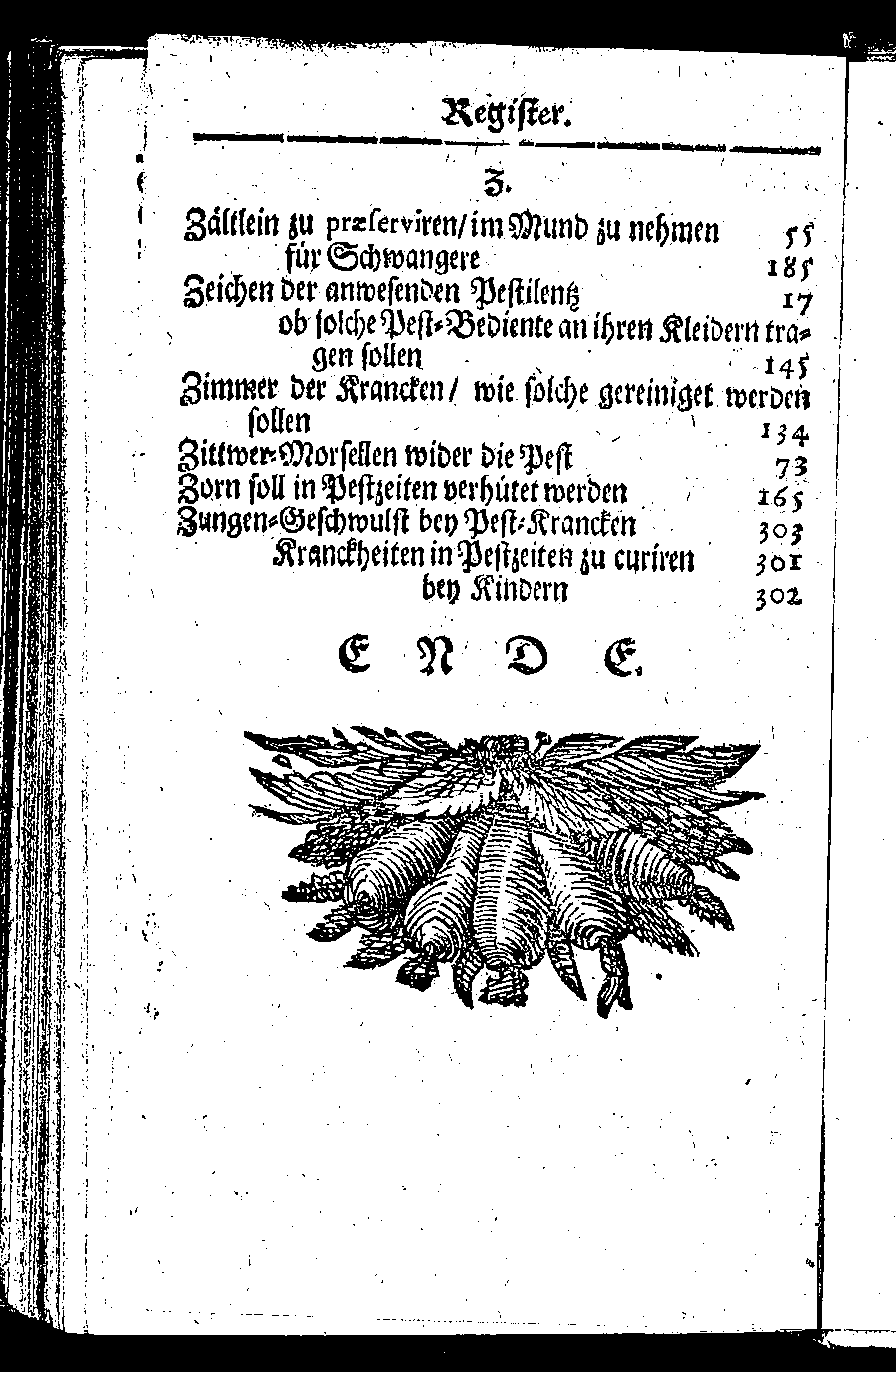 Regiſter.
Z.
Zältlein zu præſerviren/ im Mund zu nehmen 55
für Schwangere 185
Zeichen der anweſenden Peſtilentz 17
ob ſolche Peſt-Bediente an ihren Kleidern tra-
gen ſollen 145
Zimmer der Krancken/ wie ſolche gereiniget werden
ſollen 134
Zittwer-Morſellen wider die Peſt 73
Zorn ſoll in Peſtzeiten verhütet werden 165
Zungen-Geſchwulſt bey Peſt-Krancken 303
Kranckheiten in Peſtzeiten zu curiren 301
bey Kindern 302
E N D E.